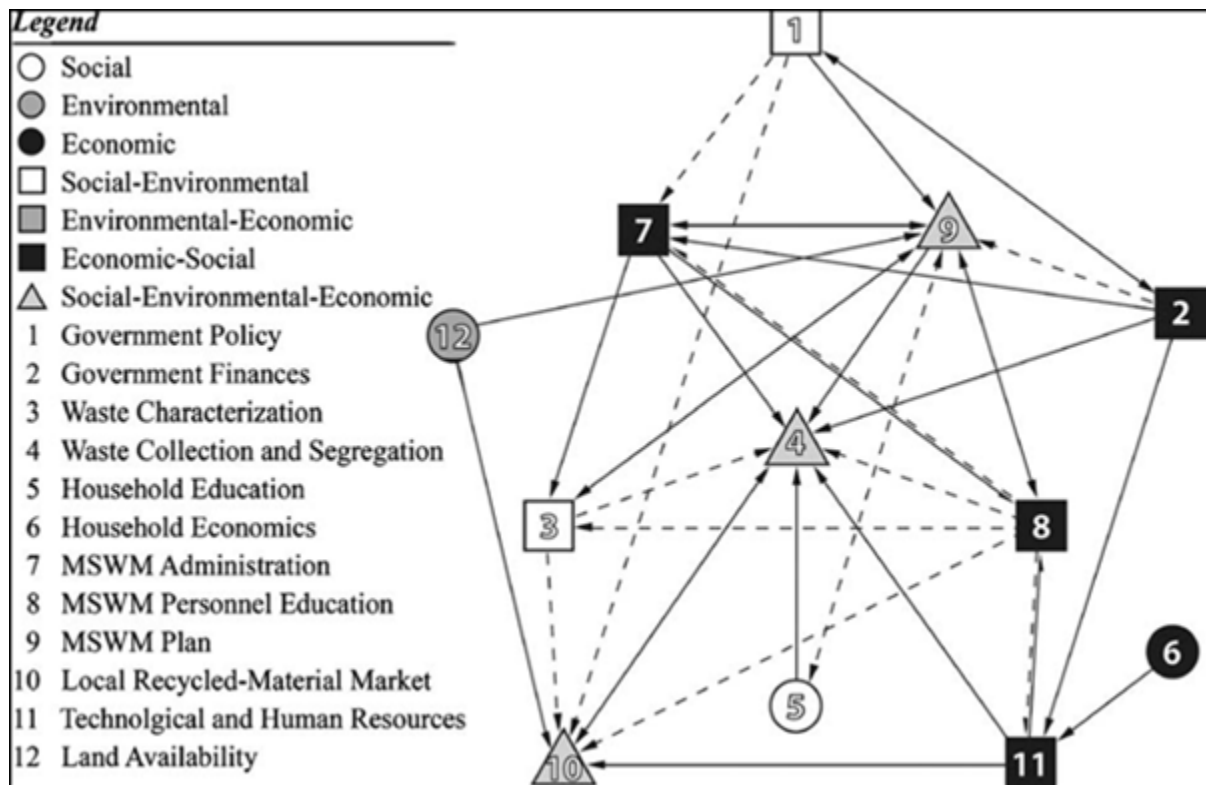 Legend
Social
Environmental
Economic
Social-Environmental
Environmental-Economic
Economic-Social
Social-Environmental-Economic
1 Government Policy
2 Government Finances
3 Waste Characterization
4 Waste Collection and Segregation
5 Household Education
6 Household Economics
7 MSWM Administration
8 MSWM Personnel Education
9 MSWM Plan
10 Local Recycled-Material Market
11 Technolgical and Human Resources
12 Land Availability
1
7
9
2
12
4
3
8
6
5
10
11